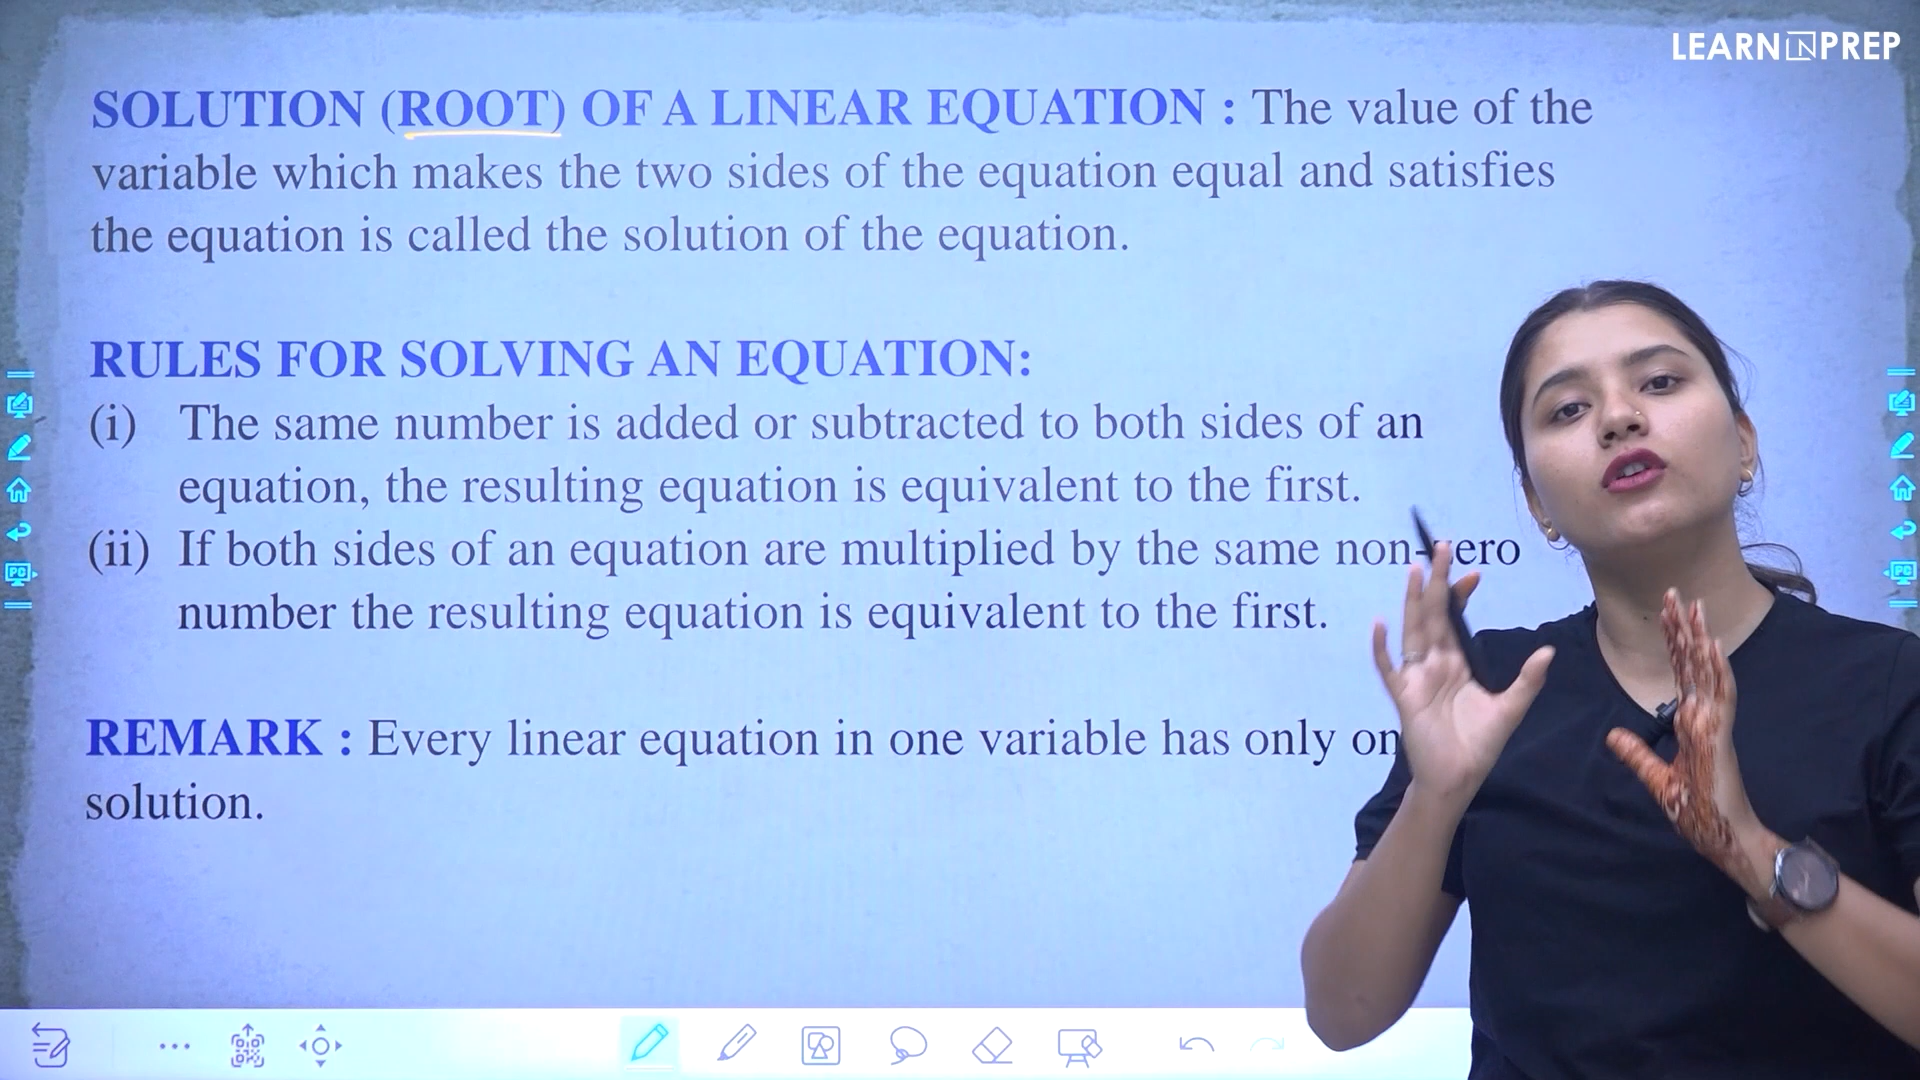 LEARN PREP
SOLUTION (ROOT) OF A LINEAR EQUATION : The value of the
variable which makes the two sides of the equation equal and satisfies
the equation is called the solution of the equation.
RULES FOR SOLVING AN EQUATION:
(i) The same number is added or subtracted to both sides of an
equation, the resulting equation is equivalent to the first.
(ii) If both sides of an equation are multiplied by the same non-zero
number the resulting equation is equivalent to the first.
REMARK : Every linear equation in one variable has only
solution.
PC
PC